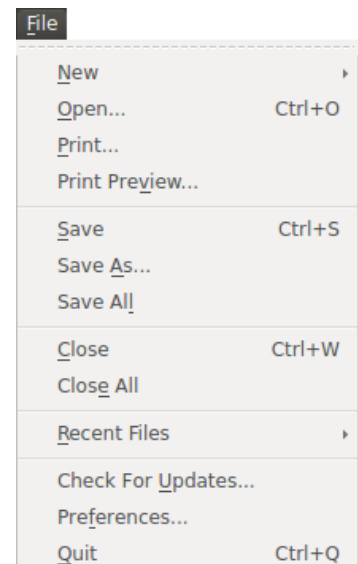 File
New
Open... Ctrl+O
Print...
Print Preview...
Save Ctrl+S
Save As...
Save All
Close Ctrl+W
Close All
Recent Files
Check For Updates...
Preferences...
Quit Ctrl+Q